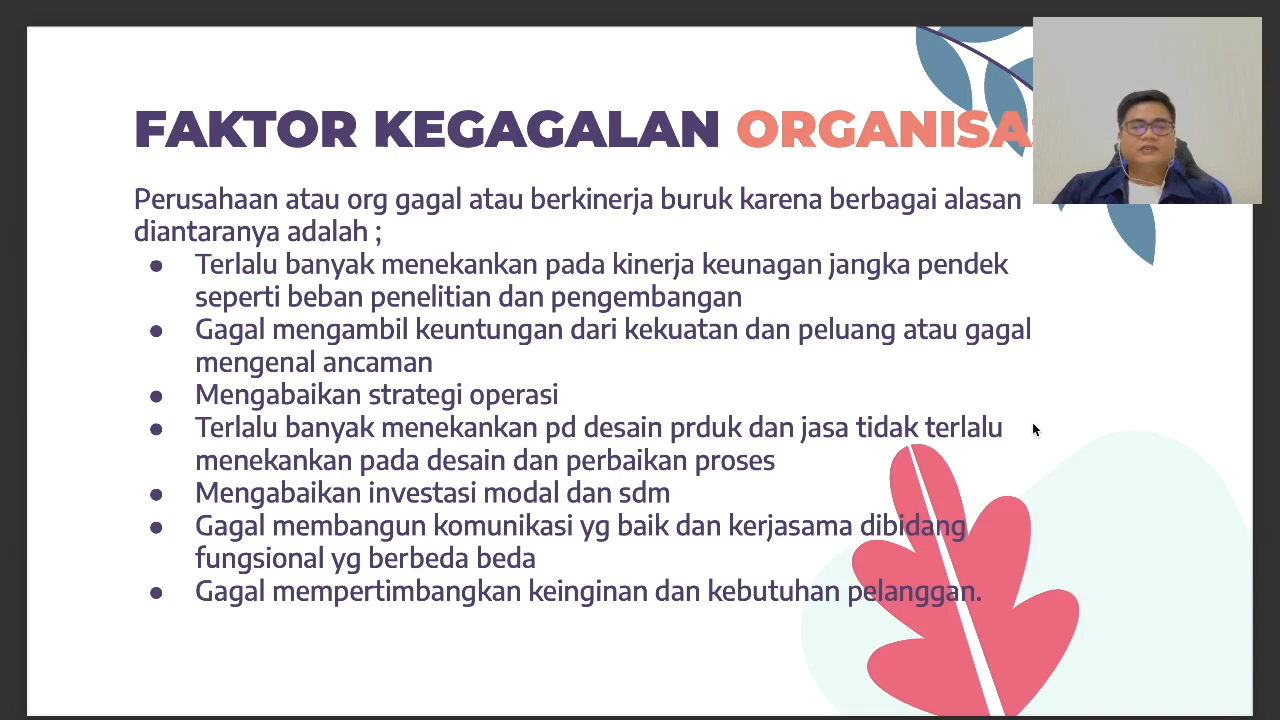 FAKTOR KEGAGALAN ORGANISA
Perusahaan atau org gagal atau berkinerja buruk karena berbagai alasan
diantaranya adalah ;
● Terlalu banyak menekankan pada kinerja keunagan jangka pendek
seperti beban penelitian dan pengembangan
● Gagal mengambil keuntungan dari kekuatan dan peluang atau gagal
mengenal ancaman
● Mengabaikan strategi operasi
● Terlalu banyak menekankan pd desain prduk dan jasa tidak terlalu
menekankan pada desain dan perbaikan proses
● Mengabaikan investasi modal dan sdm
● Gagal membangun komunikasi yg baik dan kerjasama dibidang
fungsional yg berbeda beda
● Gagal mempertimbangkan keinginan dan kebutuhan pelanggan.